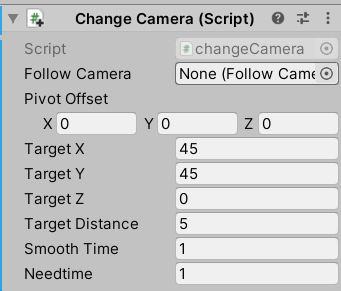 Change Camera (Script)
Script changeCamera
Follow Camera None (Follow Came
Pivot Offset
X 0 Y 0 Z 0
Target X 45
Target Y 45
Target Z 0
Target Distance 5
Smooth Time 1
Needtime 1